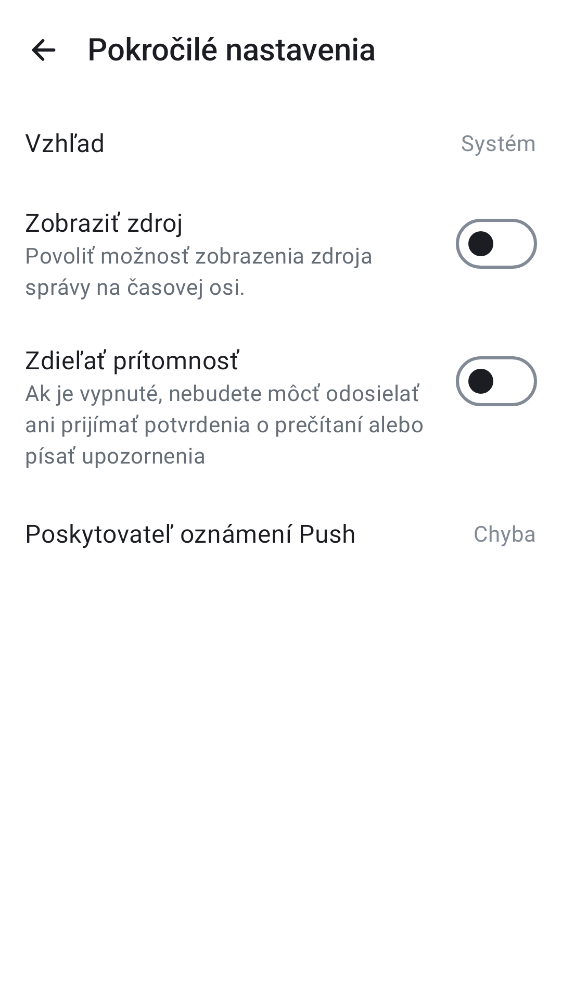 Pokročilé nastavenia
Vzhľad
Systém
Zobraziť zdroj
Povoliť možnosť zobrazenia zdroja
správy na časovej osi.
Zdieľať prítomnosť
Ak je vypnuté, nebudete môcť odosielať
ani prijímať potvrdenia o prečítaní alebo
písať upozornenia
Poskytovateľ oznámení Push
Chyba